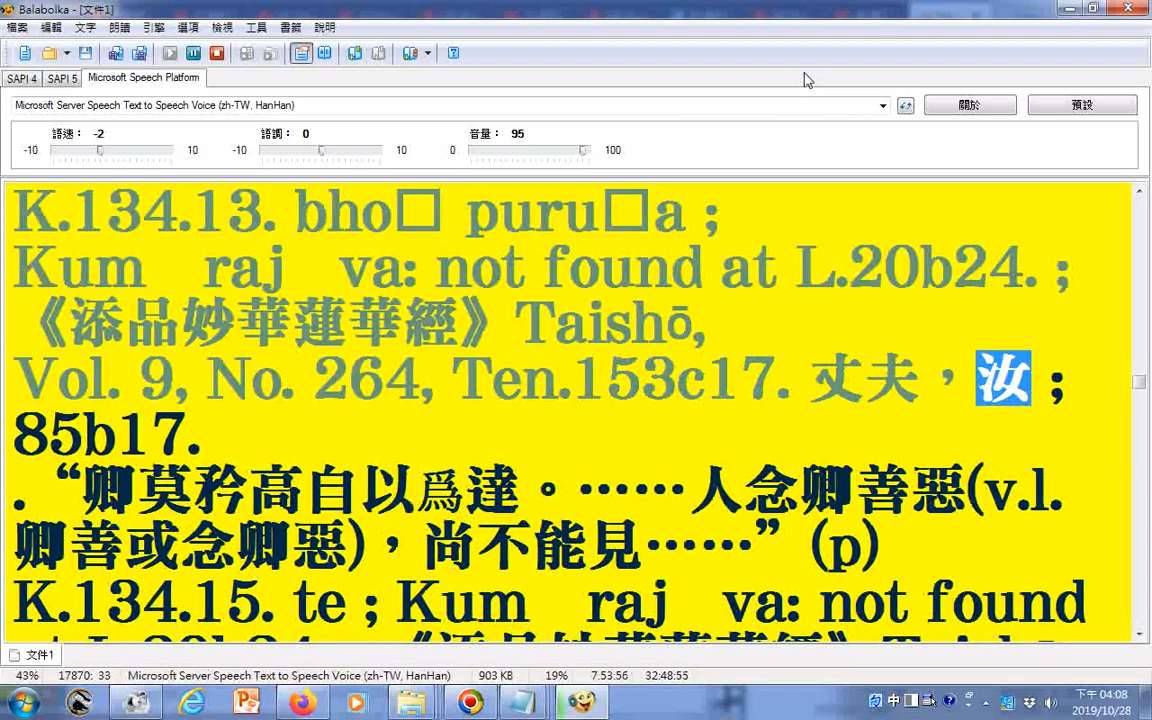 Balabolka - [文件1]
檔案 編輯 文字 朗讀 引擎 選項 檢視 工具 書籤 說明
SAPI 4 SAPI 5 Microsoft Speech Platform
Microsoft Server Speech Text to Speech Voice (zh-TW, HanHan) 關於 預設
語速： -2 語調： 0 音量： 95
-10 10 -10 10 0 100
K.134.13. bho□ puru□a ;
Kum raj va: not found at L.20b24. ;
《添品妙華蓮華經》Taishō,
Vol. 9, No. 264, Ten.153c17. 丈夫，汝 ;
85b17.
. “卿莫矜高自以爲達。……人念卿善惡(v.l.
卿善或念卿惡)，尚不能見……” (p)
K.134.15. te ; Kum raj va: not found
文件1
43% 17870: 33 Microsoft Server Speech Text to Speech Voice (zh-TW, HanHan) 903 KB 19% 7:53:56 32:48:55
中 下午 04:08
2019/10/28